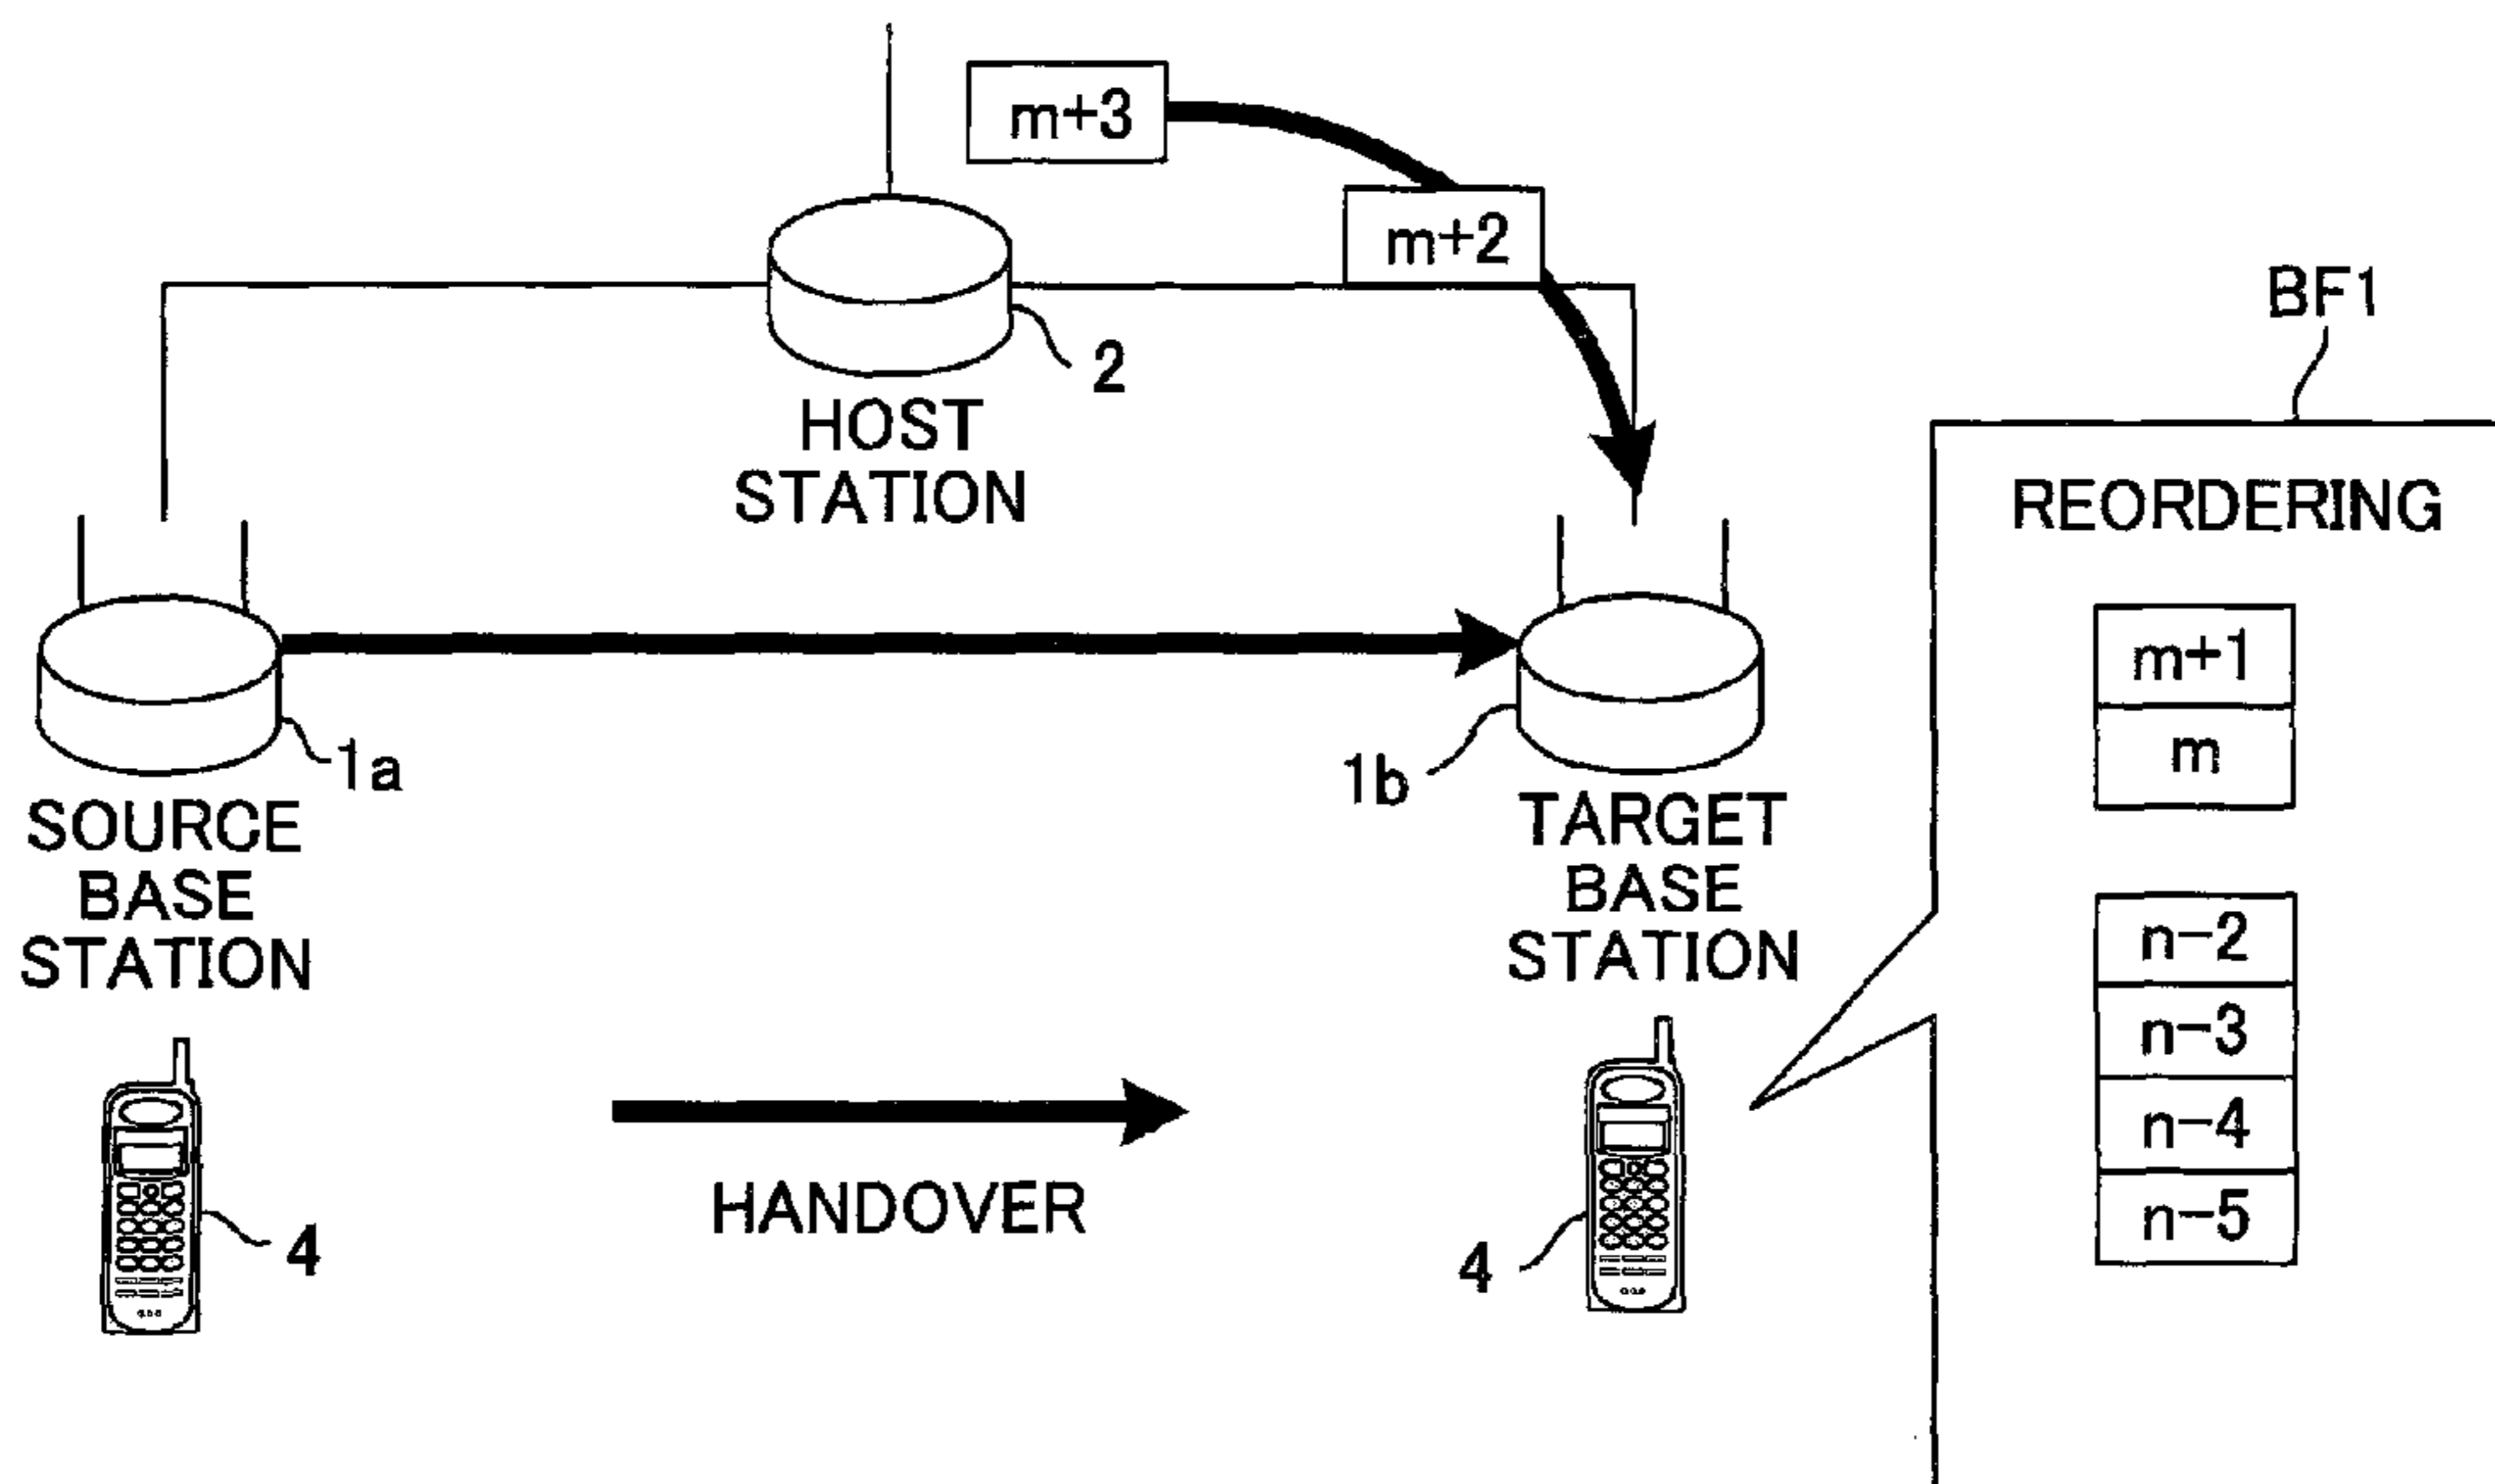 m+3
m+2
BF1
2
HOST
STATION
REORDERING
m+1
m
1a
1b
SOURCE
BASE
STATION
TARGET
BASE
STATION
n-2
n-3
n-4
n-5
HANDOVER
4
4